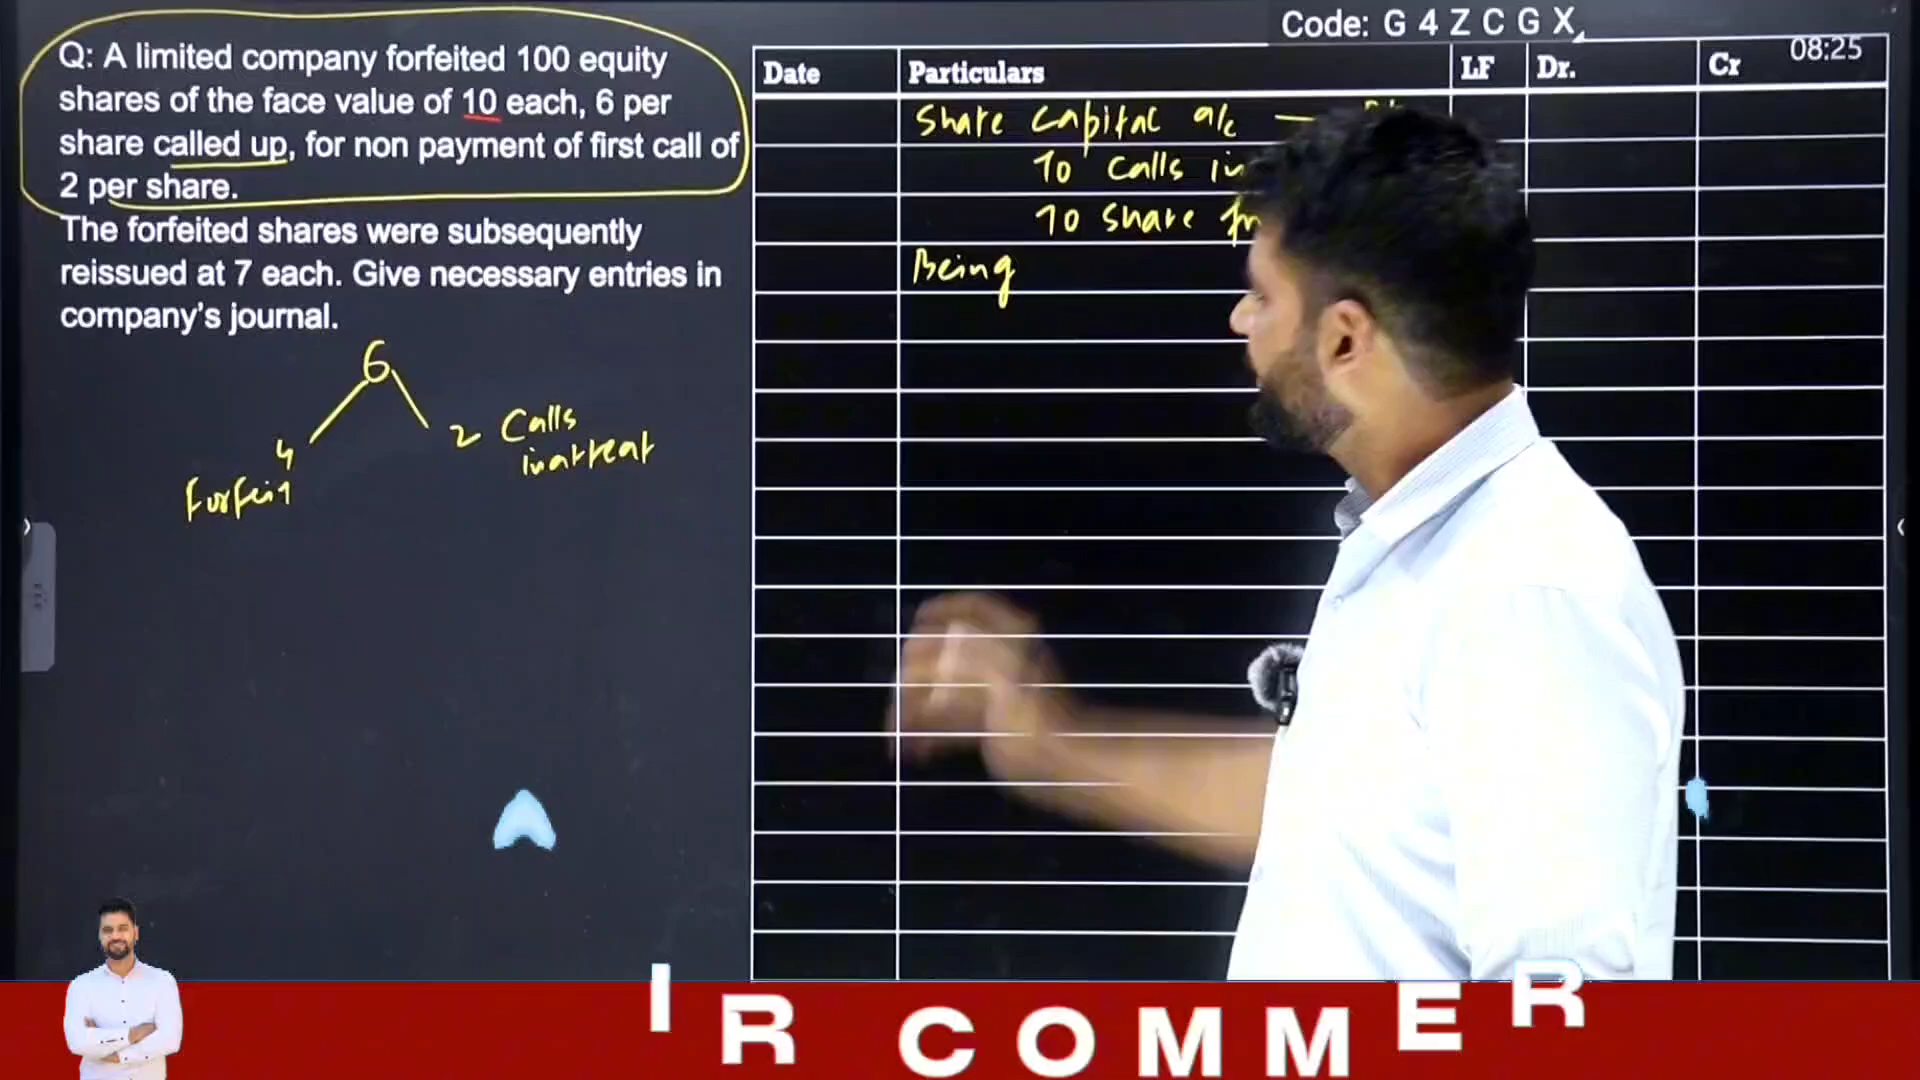 Code: G 4 Z C G X
08:25
Q: A limited company forfeited 100 equity
shares of the face value of 10 each, 6 per
share called up, for non payment of first call of
2 per share.
The forfeited shares were subsequently
reissued at 7 each. Give necessary entries in
company's journal.
6
4
Forfeit
2 Calls
inarrear
Date Particulars LF Dr. Cr
Share Capital a/c —
To Calls in
To Share
Being
I R COMMER